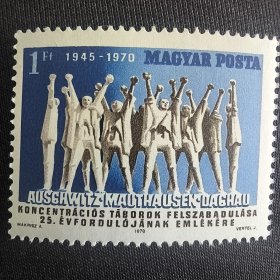 1 Ft 1945-1970 MAGYAR POSTA
AUSCHWITZ MAUTHAUSEN DACHAU
KONCENTRÁCIÓS TÁBOROK FELSZABADULÁSA
25. ÉVFORDULÓJÁNAK EMLÉKÉRE
MAKRISZ A. 1970 VERTEL J.